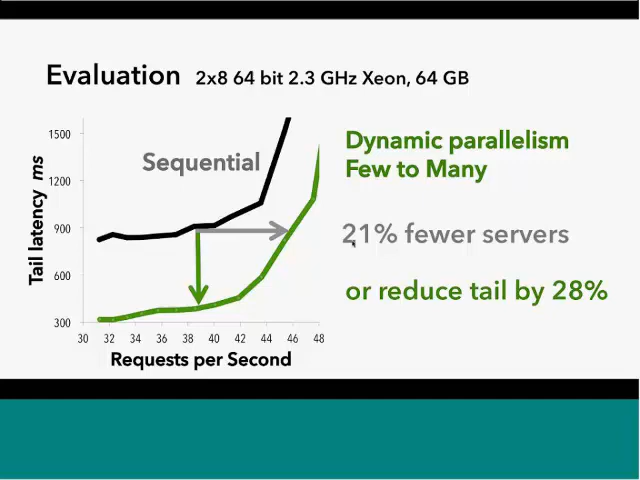 Evaluation 2x8 64 bit 2.3 GHz Xeon, 64 GB
Tail latency ms
1500
1200
900
600
300
Sequential
30 32 34 36 38 40 42 44 46 48
Requests per Second
Dynamic parallelism
Few to Many
21% fewer servers
or reduce tail by 28%